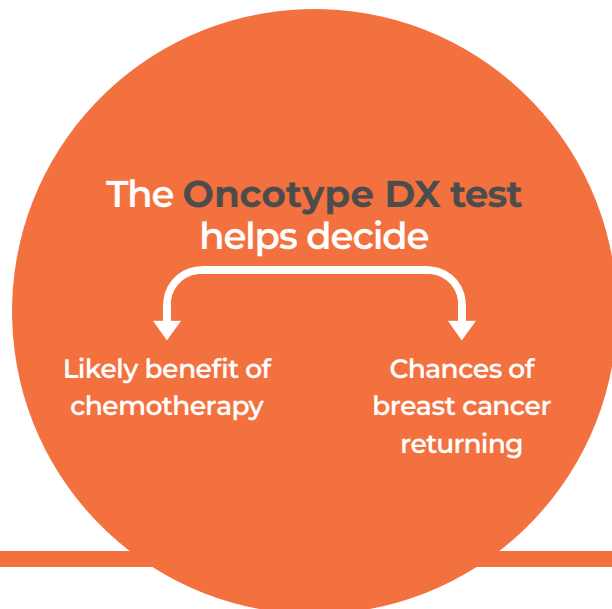 The Oncotype DX test
helps decide
Likely benefit of
chemotherapy
Chances of
breast cancer
returning